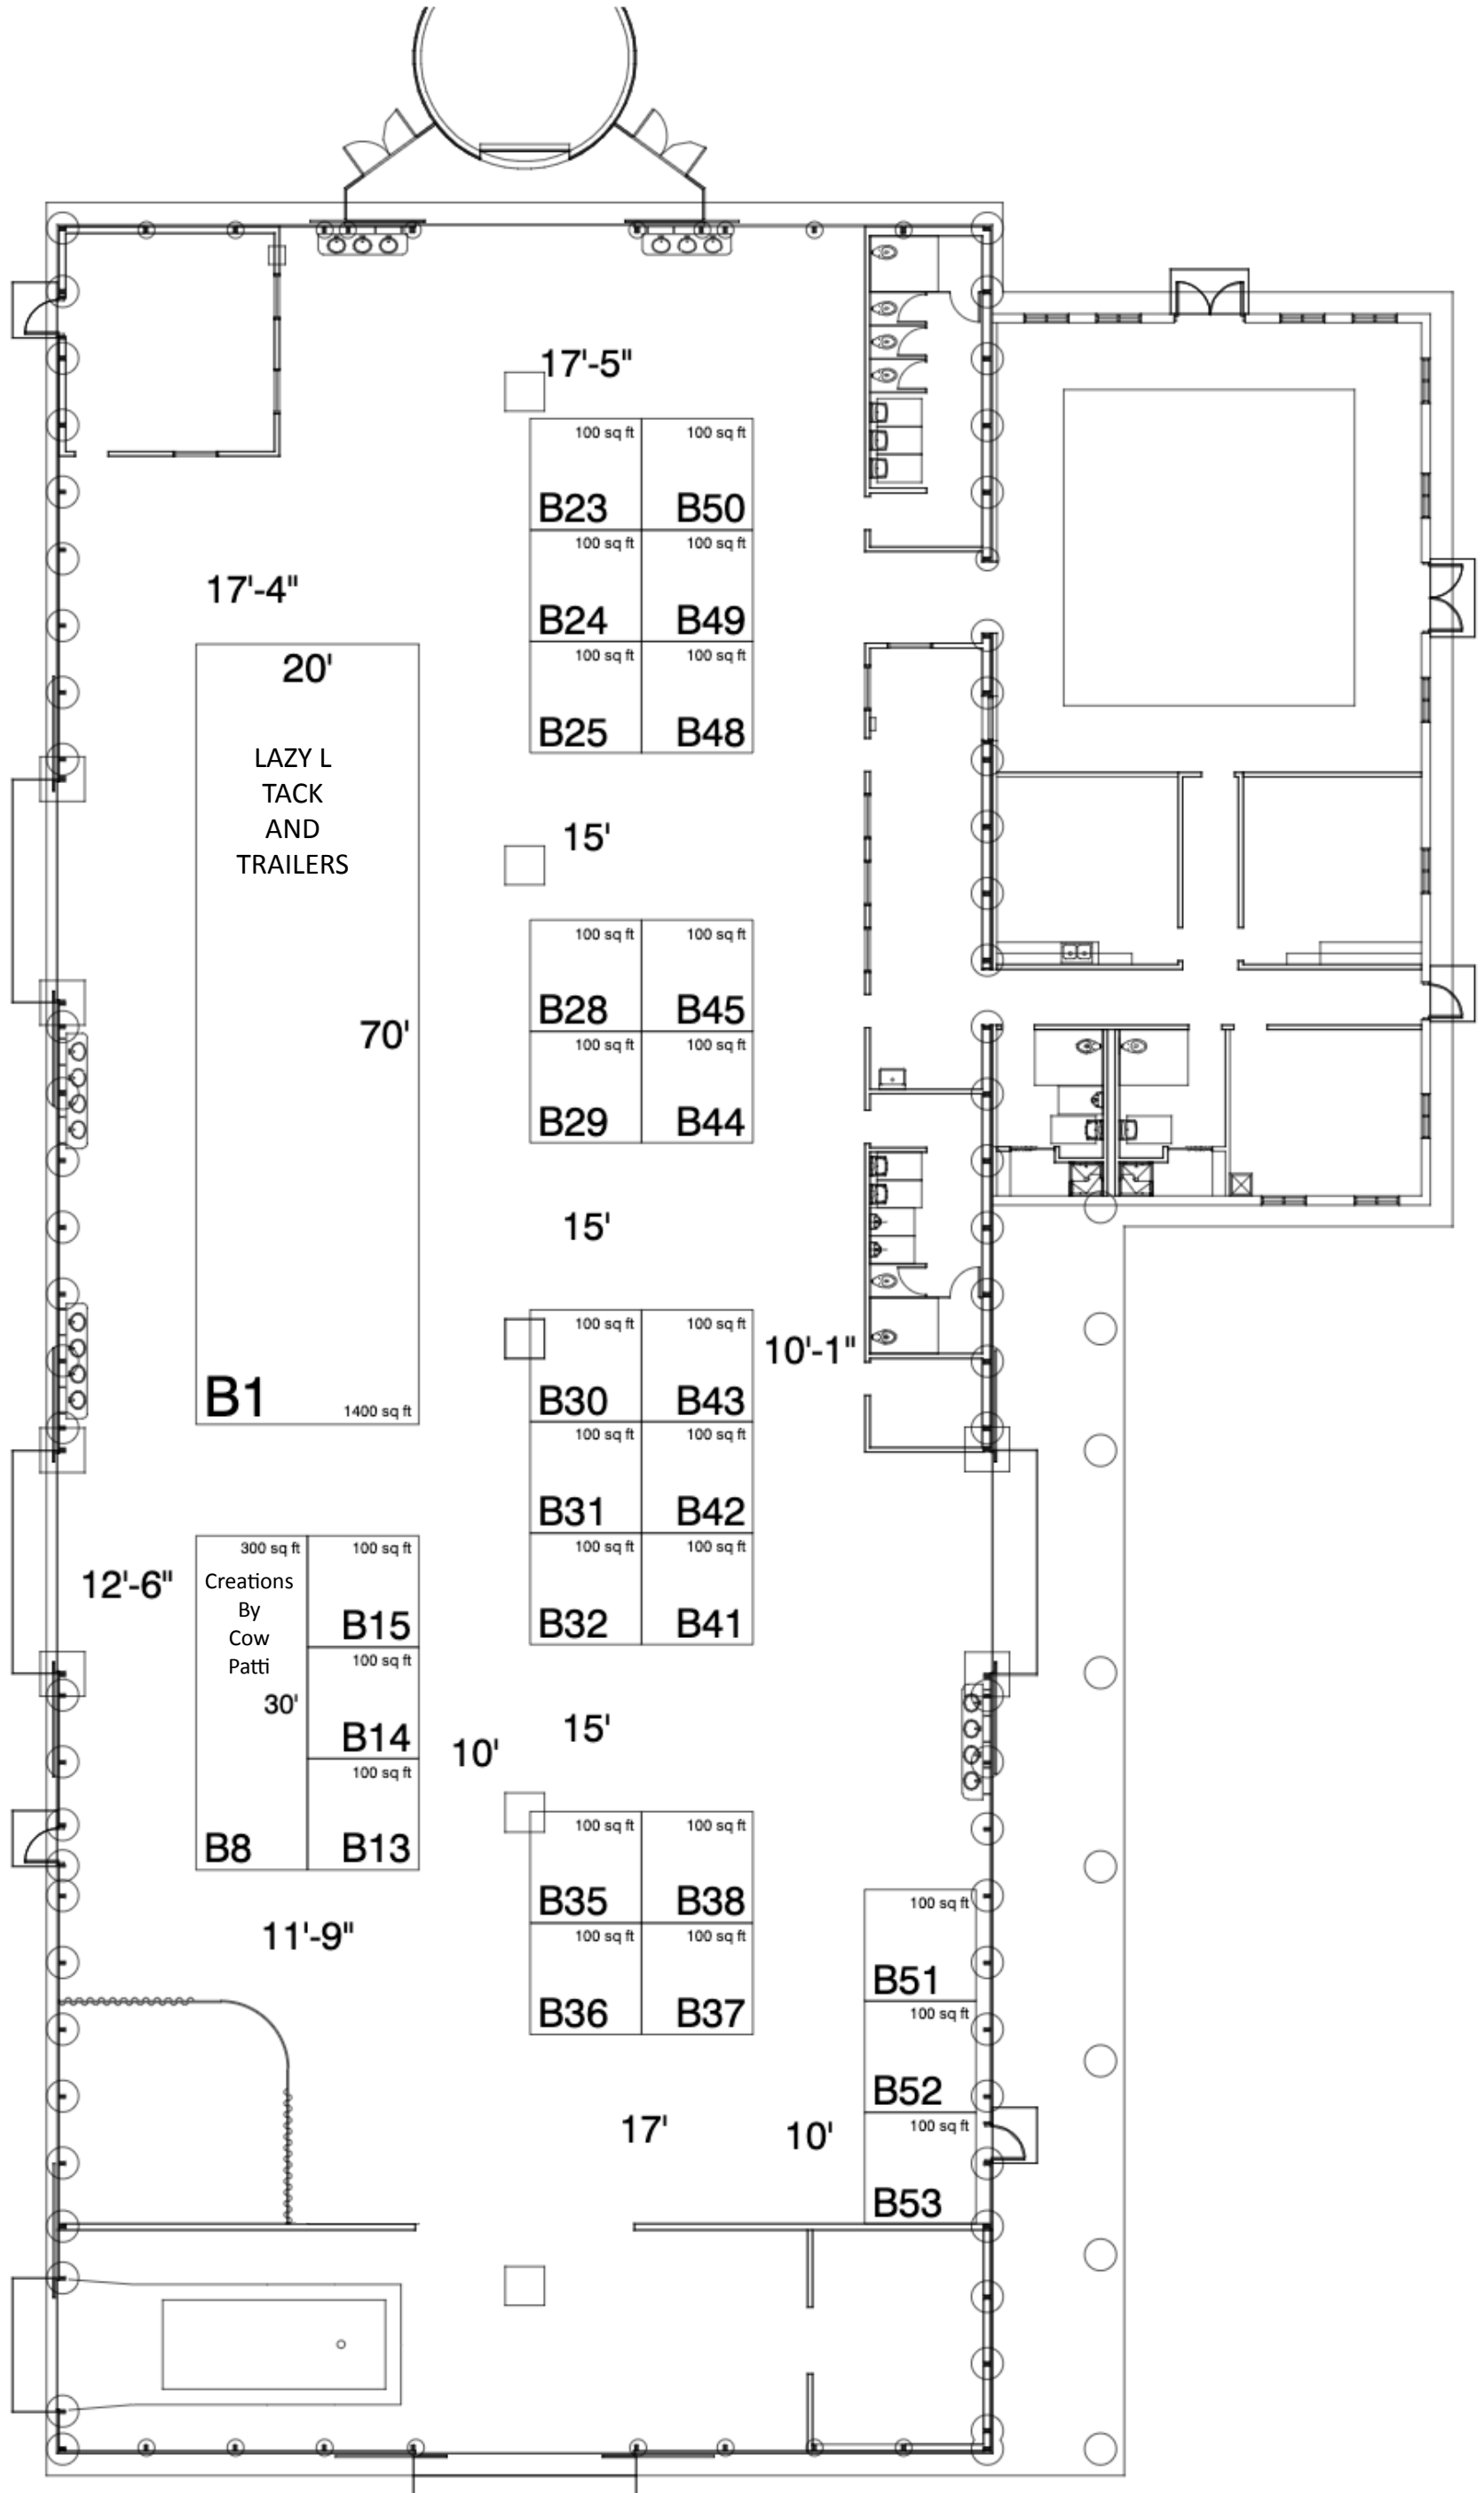 17'-5"
100 sq ft 100 sq ft
B23 B50
100 sq ft 100 sq ft
B24 B49
100 sq ft 100 sq ft
B25 B48
17'-4"
20'
LAZY L
TACK
AND
TRAILERS
70'
B1 1400 sq ft
15'
100 sq ft 100 sq ft
B28 B45
100 sq ft 100 sq ft
B29 B44
15'
100 sq ft 100 sq ft
B30 B43
10'-1"
100 sq ft 100 sq ft
B31 B42
100 sq ft 100 sq ft
B32 B41
12'-6"
300 sq ft 100 sq ft
Creations
By
Cow
Patti
B15
100 sq ft
30'
B14
100 sq ft
B8 B13
10'
15'
100 sq ft 100 sq ft
B35 B38
100 sq ft 100 sq ft
B36 B37
11'-9"
100 sq ft
B51
100 sq ft
B52
100 sq ft
B53
17'
10'